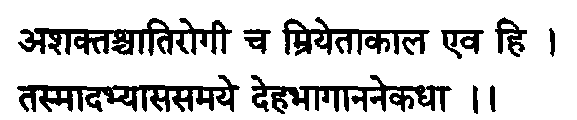 अशक्तश्चातिरोगी च म्रियेताकाल एव हि ।
तस्मादभ्याससमये देहभागाननेकधा ।।